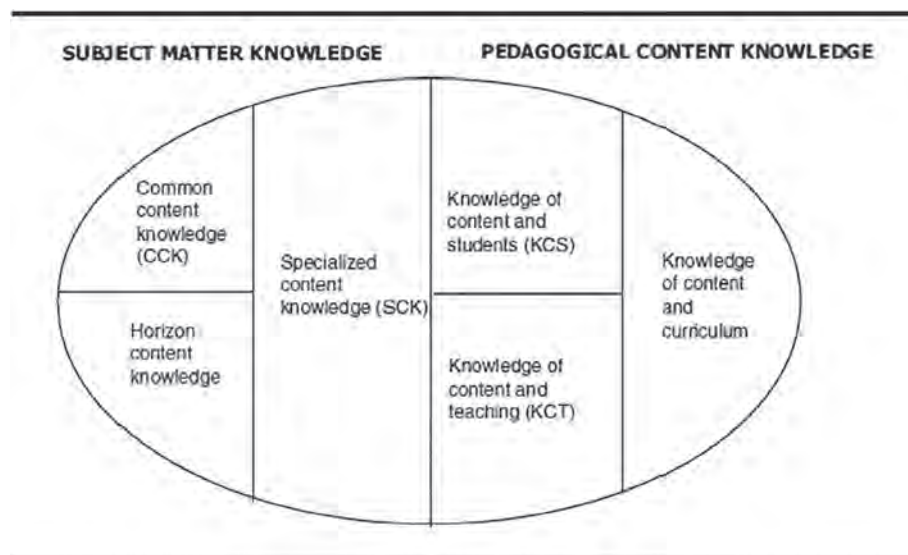 SUBJECT MATTER KNOWLEDGE
PEDAGOGICAL CONTENT KNOWLEDGE
Common
content
knowledge
(CCK)
Horizon
content
knowledge
Specialized
content
knowledge (SCK)
Knowledge of
content and
students (KCS)
Knowledge of
content and
teaching (KCT)
Knowledge
of content
and
curriculum